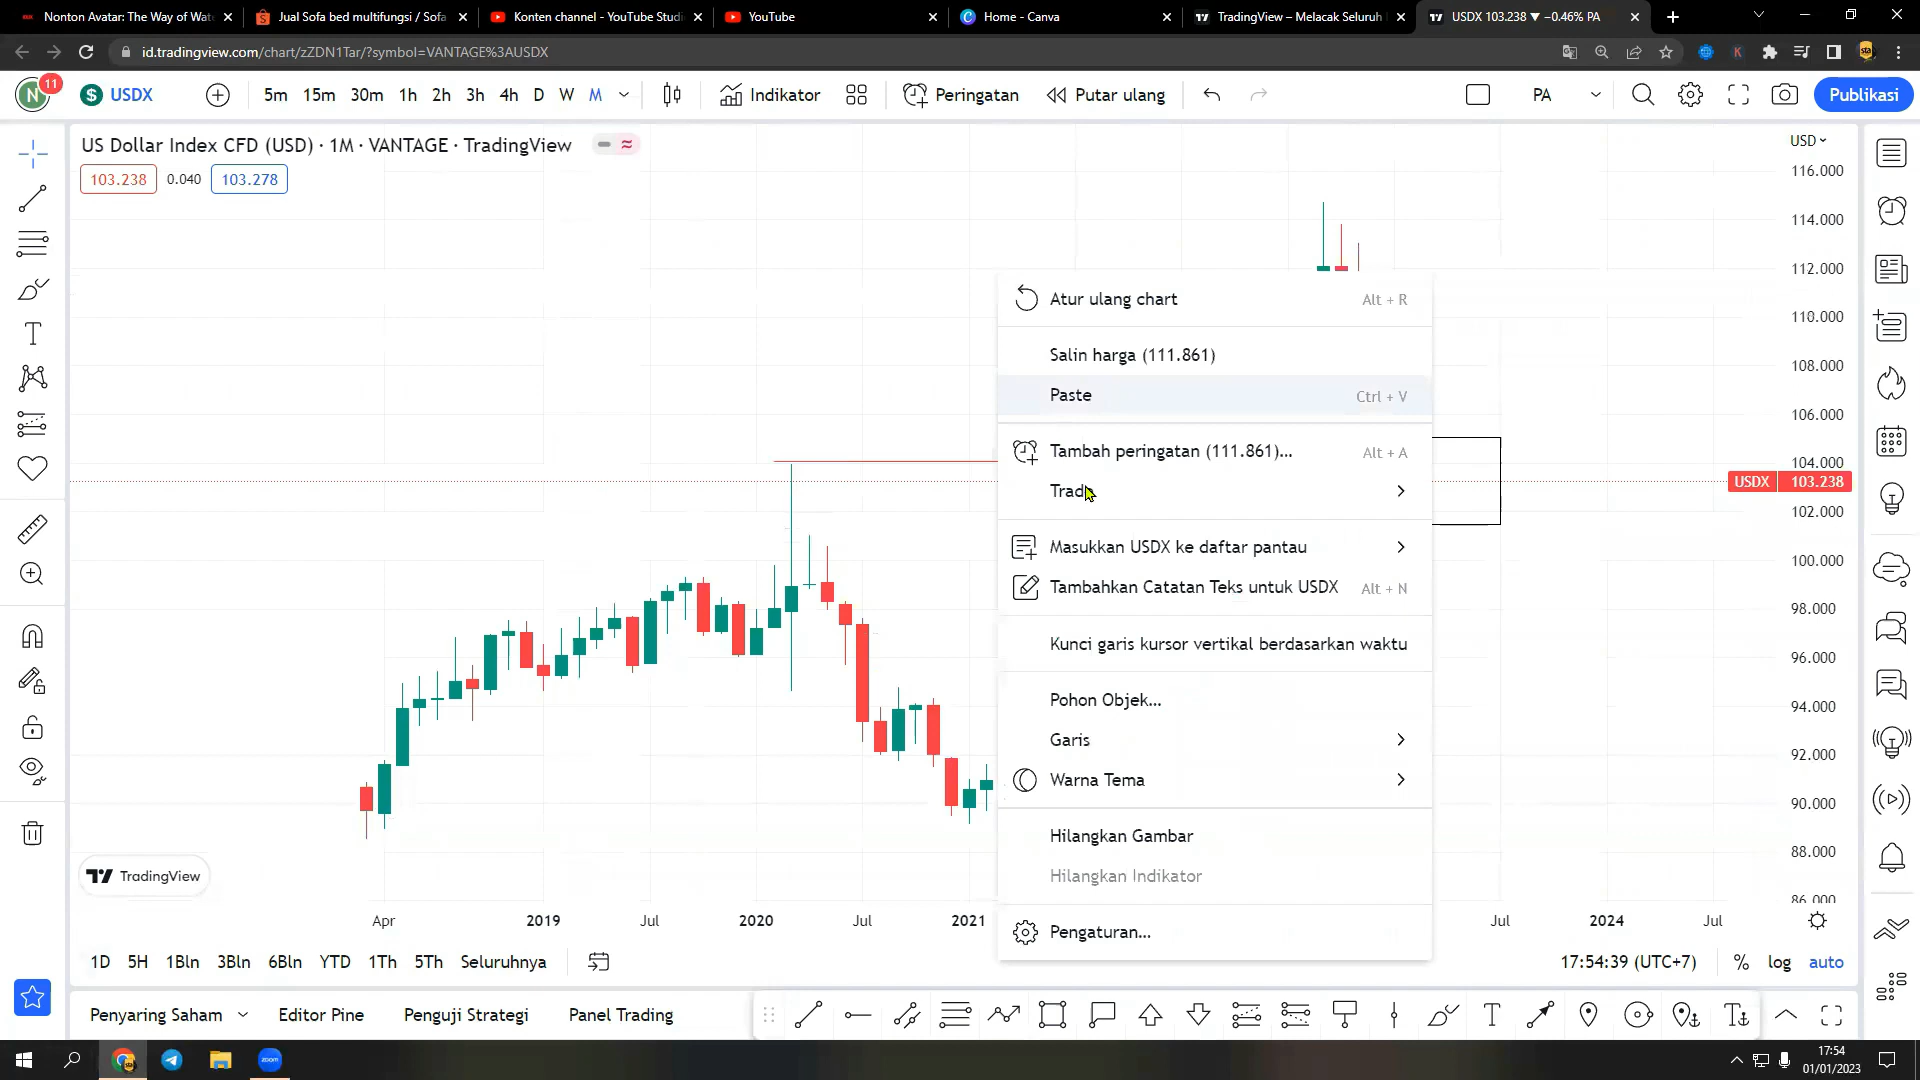 Nonton Avatar: The Way of Wat
Jual Sofa bed multifungsi / Sofa
Konten channel - YouTube Studi
YouTube
Home - Canva
TradingView – Melacak Seluruh
USDX 103.238 ▼ −0.46% PA
id.tradingview.com/chart/zZDN1Tar/?symbol=VANTAGE%3AUSDX
N
11
USDX
5m
15m
30m
1h
2h
3h
4h
D
W
M
Indikator
Peringatan
Putar ulang
PA
Publikasi
US Dollar Index CFD (USD) · 1M · VANTAGE · TradingView
USD
103.238
0.040
103.278
116.000
114.000
112.000
110.000
108.000
106.000
104.000
USDX 103.238
102.000
100.000
98.000
96.000
94.000
92.000
90.000
88.000
86.000
Atur ulang chart Alt + R
Salin harga (111.861)
Paste Ctrl + V
Tambah peringatan (111.861)... Alt + A
Trade
Masukkan USDX ke daftar pantau
Tambahkan Catatan Teks untuk USDX Alt + N
Kunci garis kursor vertikal berdasarkan waktu
Pohon Objek...
Garis
Warna Tema
Hilangkan Gambar
Hilangkan Indikator
Pengaturan...
TradingView
Apr
2019
Jul
2020
Jul
2021
Jul
2024
Jul
1D
5H
1Bln
3Bln
6Bln
YTD
1Th
5Th
Seluruhnya
17:54:39 (UTC+7)
%
log
auto
Penyaring Saham
Editor Pine
Penguji Strategi
Panel Trading
zoom
17:54
01/01/2023